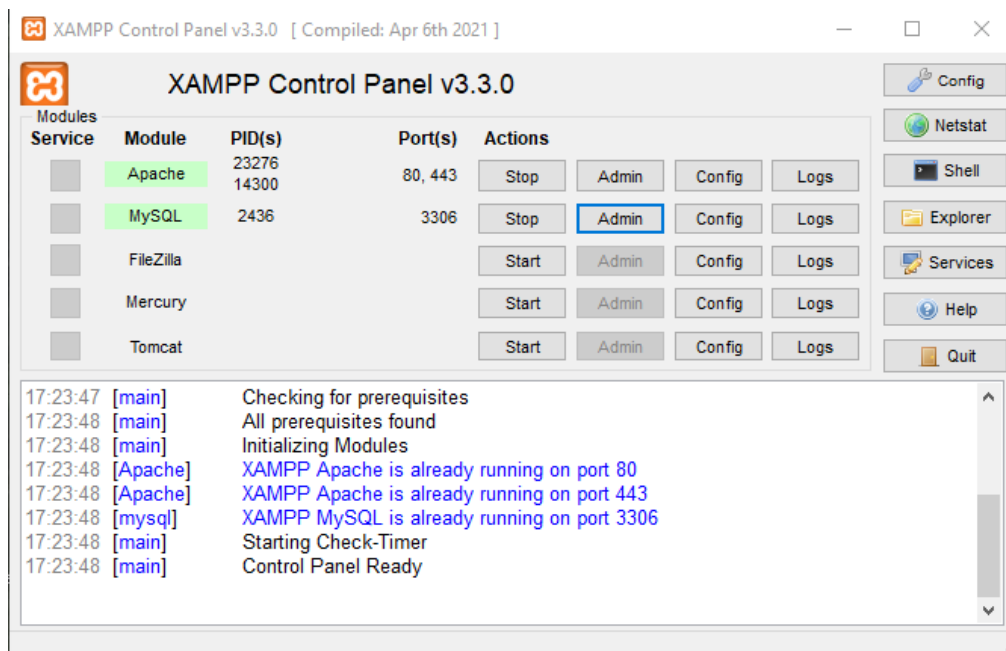 XAMPP Control Panel v3.3.0 [ Compiled: Apr 6th 2021 ]
XAMPP Control Panel v3.3.0
Config
Modules
Service Module PID(s) Port(s) Actions
Netstat
Apache 23276 14300 80, 443 Stop Admin Config Logs
Shell
MySQL 2436 3306 Stop Admin Config Logs
Explorer
FileZilla Start Admin Config Logs
Services
Mercury Start Admin Config Logs
Help
Tomcat Start Admin Config Logs
Quit
17:23:47 [main] Checking for prerequisites
17:23:48 [main] All prerequisites found
17:23:48 [main] Initializing Modules
17:23:48 [Apache] XAMPP Apache is already running on port 80
17:23:48 [Apache] XAMPP Apache is already running on port 443
17:23:48 [mysql] XAMPP MySQL is already running on port 3306
17:23:48 [main] Starting Check-Timer
17:23:48 [main] Control Panel Ready